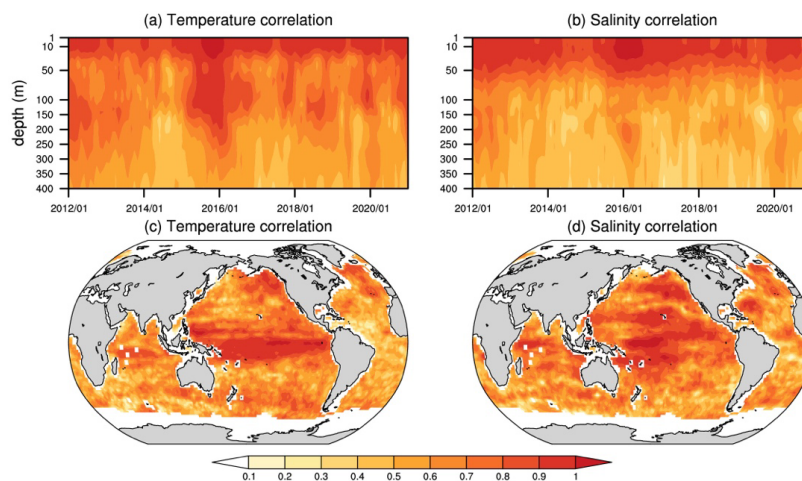 (a) Temperature correlation
(b) Salinity correlation
depth (m)
1
10
50
100
150
200
250
300
350
400
2012/01 2014/01 2016/01 2018/01 2020/01
1
10
50
100
150
200
250
300
350
400
2012/01 2014/01 2016/01 2018/01 2020/01
(c) Temperature correlation
(d) Salinity correlation
0.1 0.2 0.3 0.4 0.5 0.6 0.7 0.8 0.9 1